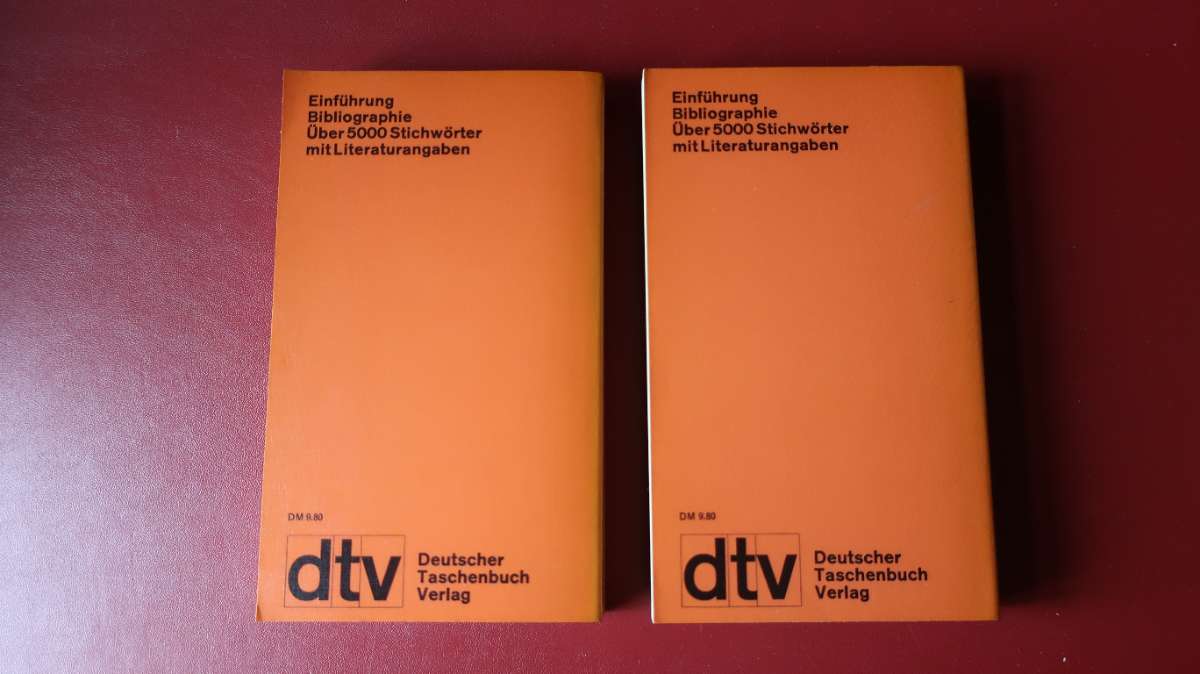 Einführung
Bibliographie
Über 5000 Stichwörter
mit Literaturangaben
DM 9.80
dtv
Deutscher
Taschenbuch
Verlag
Einführung
Bibliographie
Über 5000 Stichwörter
mit Literaturangaben
DM 9.80
dtv
Deutscher
Taschenbuch
Verlag